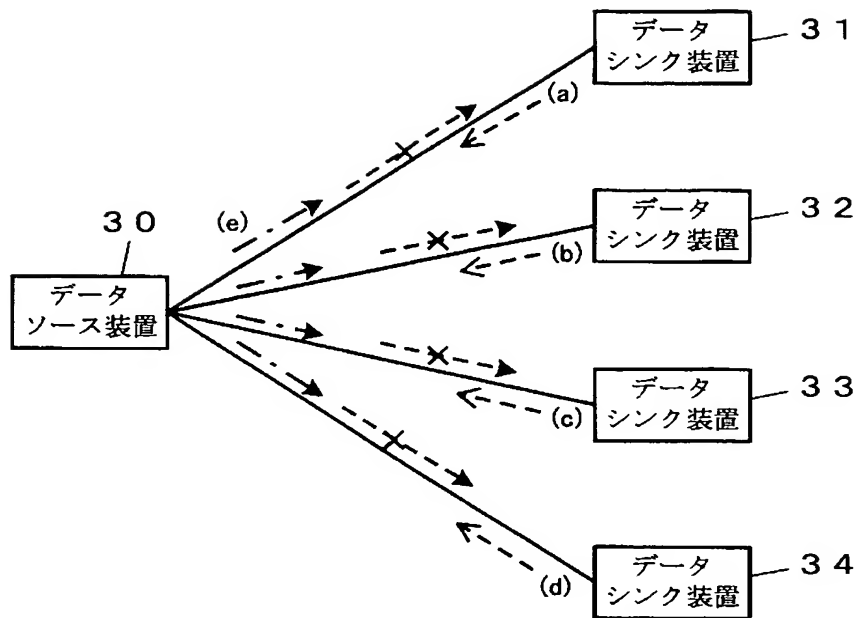 データ
シンク装置
３１
(a)
データ
シンク装置
３２
(e)
(b)
３０
データ
ソース装置
データ
シンク装置
３３
(c)
データ
シンク装置
３４
(d)